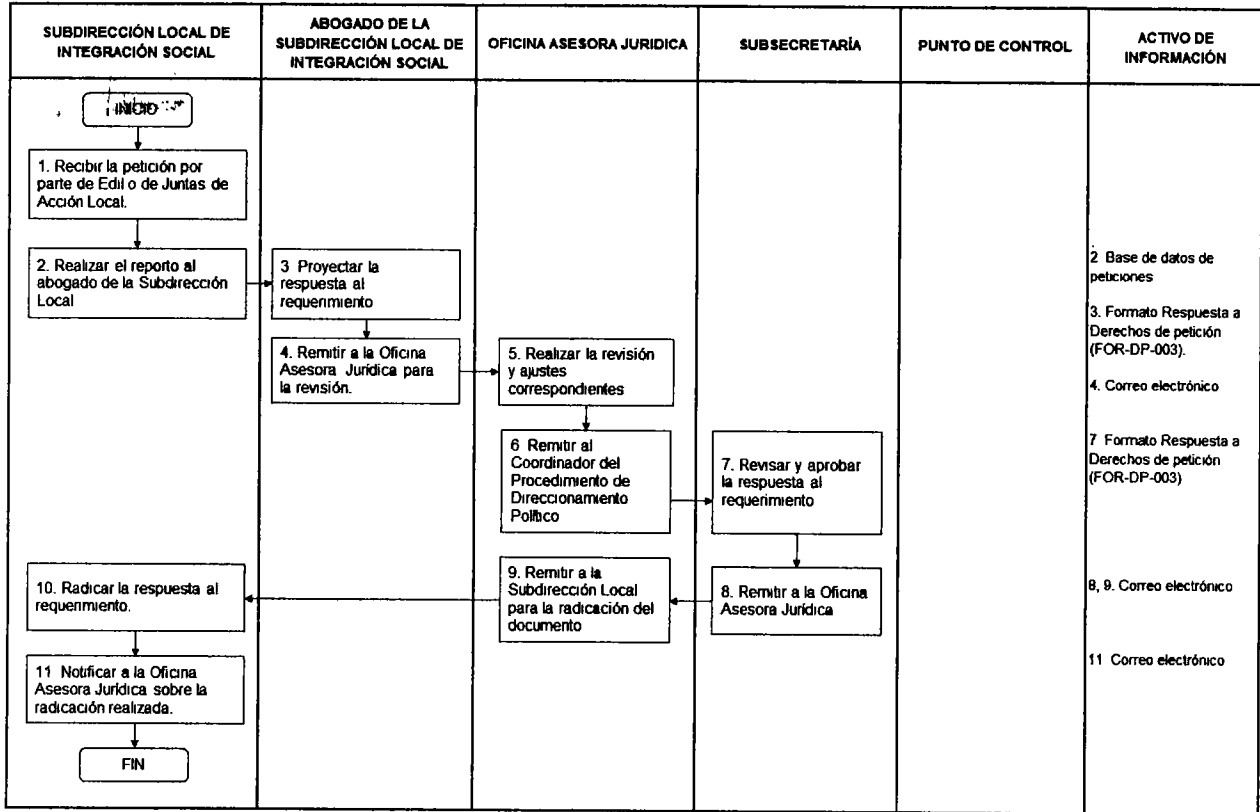 SUBDIRECCIÓN LOCAL DE
INTEGRACIÓN SOCIAL
ABOGADO DE LA
SUBDIRECCIÓN LOCAL DE
INTEGRACIÓN SOCIAL
OFICINA ASESORA JURIDICA
SUBSECRETARÍA
PUNTO DE CONTROL
ACTIVO DE
INFORMACIÓN
INICIO
1. Recibir la petición por
parte de Edil o de Juntas de
Acción Local.
2. Realizar el reporte al
abogado de la Subdirección
Local
3 Proyectar la
respuesta al
requerimiento
2 Base de datos de
peticiones
3. Formato Respuesta a
Derechos de petición
(FOR-DP-003).
4. Remitir a la Oficina
Asesora Jurídica para
la revisión.
5. Realizar la revisión
y ajustes
correspondientes
4. Correo electrónico
6 Remitir al
Coordinador del
Procedimiento de
Direccionamiento
Político
7. Revisar y aprobar
la respuesta al
requerimiento
7 Formato Respuesta a
Derechos de petición
(FOR-DP-003)
10. Radicar la respuesta al
requerimiento.
9. Remitir a la
Subdirección Local
para la radicación del
documento
8. Remitir a la Oficina
Asesora Jurídica
8, 9. Correo electrónico
11 Notificar a la Oficina
Asesora Jurídica sobre la
radicación realizada.
11 Correo electrónico
FIN